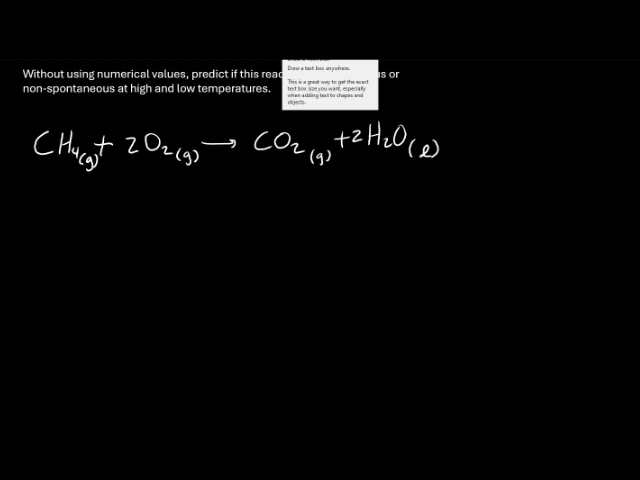 Draw a text box anywhere.
Without using numerical values, predict if this reac us or
This is a great way to get the exact
non-spontaneous at high and low temperatures.
text box size you want, especially
when adding text to shapes and
objects.
CH₄(g) + 2O₂(g) → CO₂(g) + 2H₂O(l)